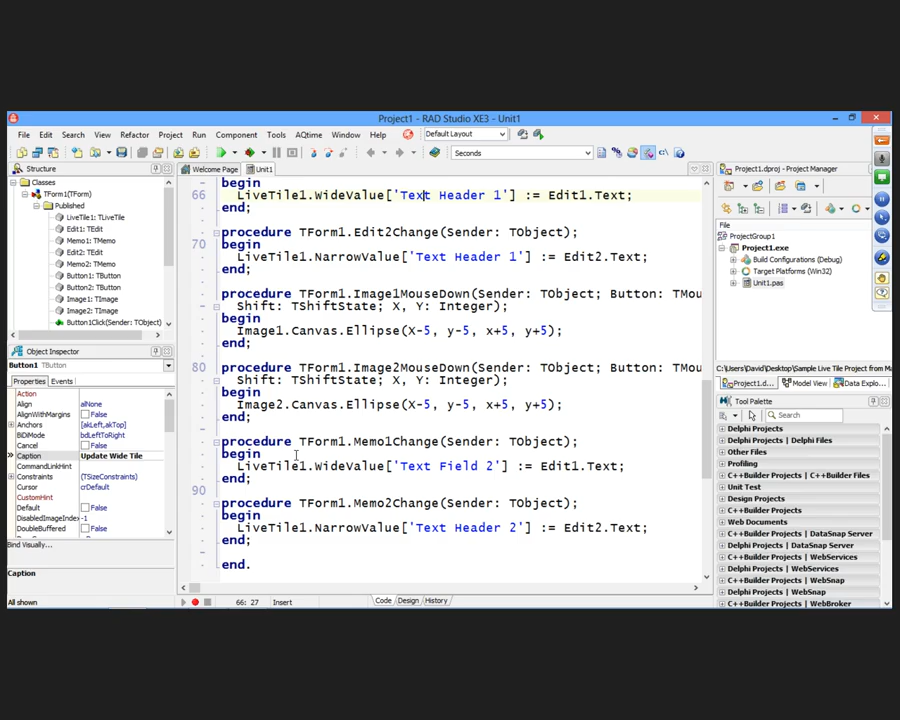 Project1 - RAD Studio XE3 - Unit1
File Edit Search View Refactor Project Run Component Tools AQtime Window Help Default Layout
Seconds
Structure
Classes
TForm1(TForm)
Published
LiveTile1: TLiveTile
Edit1: TEdit
Memo1: TMemo
Edit2: TEdit
Memo2: TMemo
Button1: TButton
Button2: TButton
Image1: TImage
Image2: TImage
Button1Click(Sender: TObject)
Object Inspector
Button1 TButton
Properties Events
Action
Align alNone
AlignWithMargins False
Anchors [akLeft,akTop]
BiDiMode bdLeftToRight
Cancel False
Caption Update Wide Tile
CommandLinkHint
Constraints (TSizeConstraints)
Cursor crDefault
CustomHint
Default False
DisabledImageIndex -1
DoubleBuffered False
Bind Visually...
Caption
All shown
Welcome Page Unit1
begin
66 LiveTile1.WideValue['Text Header 1'] := Edit1.Text;
end;
procedure TForm1.Edit2Change(Sender: TObject);
70 begin
LiveTile1.NarrowValue['Text Header 1'] := Edit2.Text;
end;
procedure TForm1.Image1MouseDown(Sender: TObject; Button: TMou
Shift: TShiftState; X, Y: Integer);
begin
Image1.Canvas.Ellipse(X-5, y-5, x+5, y+5);
end;
80 procedure TForm1.Image2MouseDown(Sender: TObject; Button: TMou
Shift: TShiftState; X, Y: Integer);
begin
Image2.Canvas.Ellipse(X-5, y-5, x+5, y+5);
end;
procedure TForm1.Memo1Change(Sender: TObject);
begin
LiveTile1.WideValue['Text Field 2'] := Edit1.Text;
end;
90
procedure TForm1.Memo2Change(Sender: TObject);
begin
LiveTile1.NarrowValue['Text Header 2'] := Edit2.Text;
end;
end.
66: 27 Insert Code Design History
Project1.dproj - Project Manager
File
ProjectGroup1
Project1.exe
Build Configurations (Debug)
Target Platforms (Win32)
Unit1.pas
C:\Users\David\Desktop\Sample Live Tile Project from Ma
Project1.d... Model View Data Explo...
Tool Palette
Search
Delphi Projects
Delphi Projects | Delphi Files
Other Files
Profiling
C++Builder Projects | C++Builder Files
Unit Test
Design Projects
Web Documents
C++Builder Projects | DataSnap Server
Delphi Projects | DataSnap Server
C++Builder Projects | WebServices
Delphi Projects | WebServices
C++Builder Projects | WebSnap
Delphi Projects | WebSnap
C++Builder Projects | WebBroker